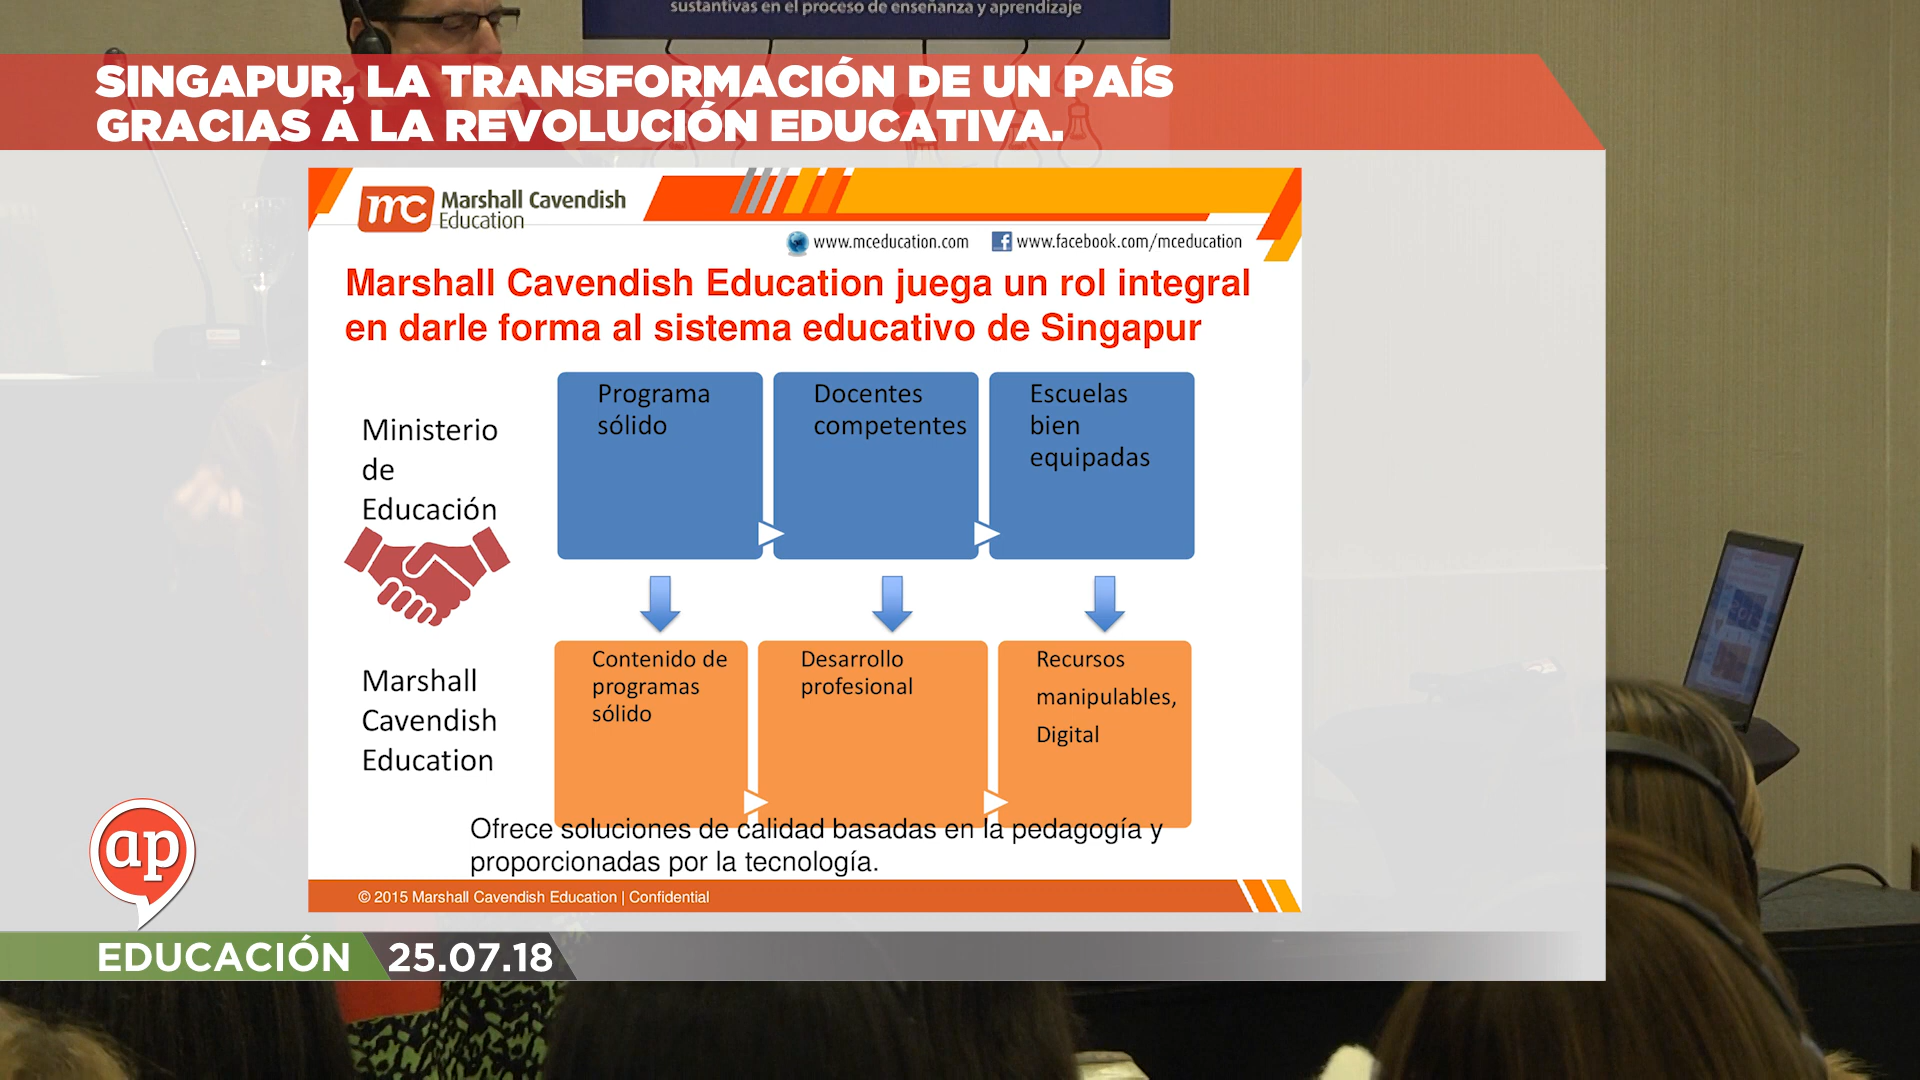 sustantivas en el proceso de enseñanza y aprendizaje
SINGAPUR, LA TRANSFORMACIÓN DE UN PAÍS
GRACIAS A LA REVOLUCIÓN EDUCATIVA.
mc Marshall Cavendish
Education
www.mceducation.com
www.facebook.com/mceducation
Marshall Cavendish Education juega un rol integral
en darle forma al sistema educativo de Singapur
Ministerio
de
Educación
Programa
sólido
Docentes
competentes
Escuelas
bien
equipadas
Marshall
Cavendish
Education
Contenido de
programas
sólido
Desarrollo
profesional
Recursos
manipulables,
Digital
Ofrece soluciones de calidad basadas en la pedagogía y
proporcionadas por la tecnología.
© 2015 Marshall Cavendish Education | Confidential
ap
EDUCACIÓN 25.07.18